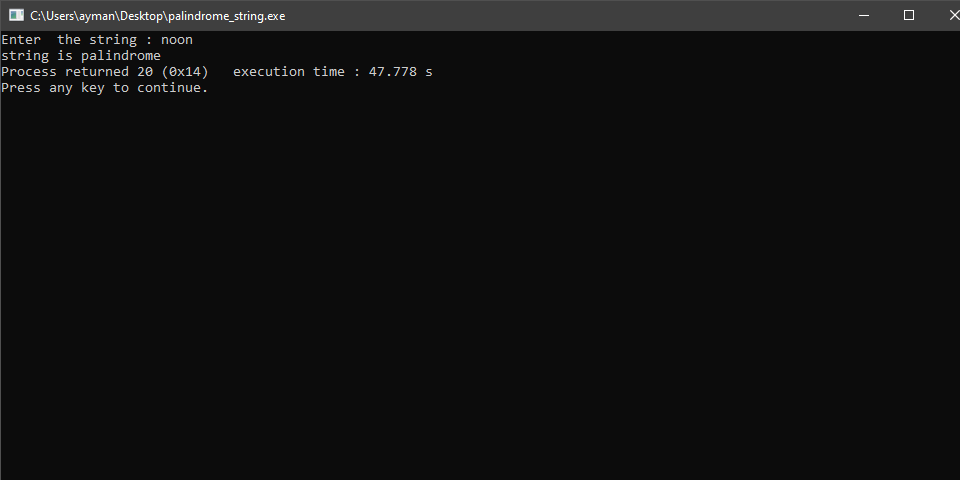 C:\Users\ayman\Desktop\palindrome_string.exe
Enter  the string : noon
string is palindrome
Process returned 20 (0x14)   execution time : 47.778 s
Press any key to continue.